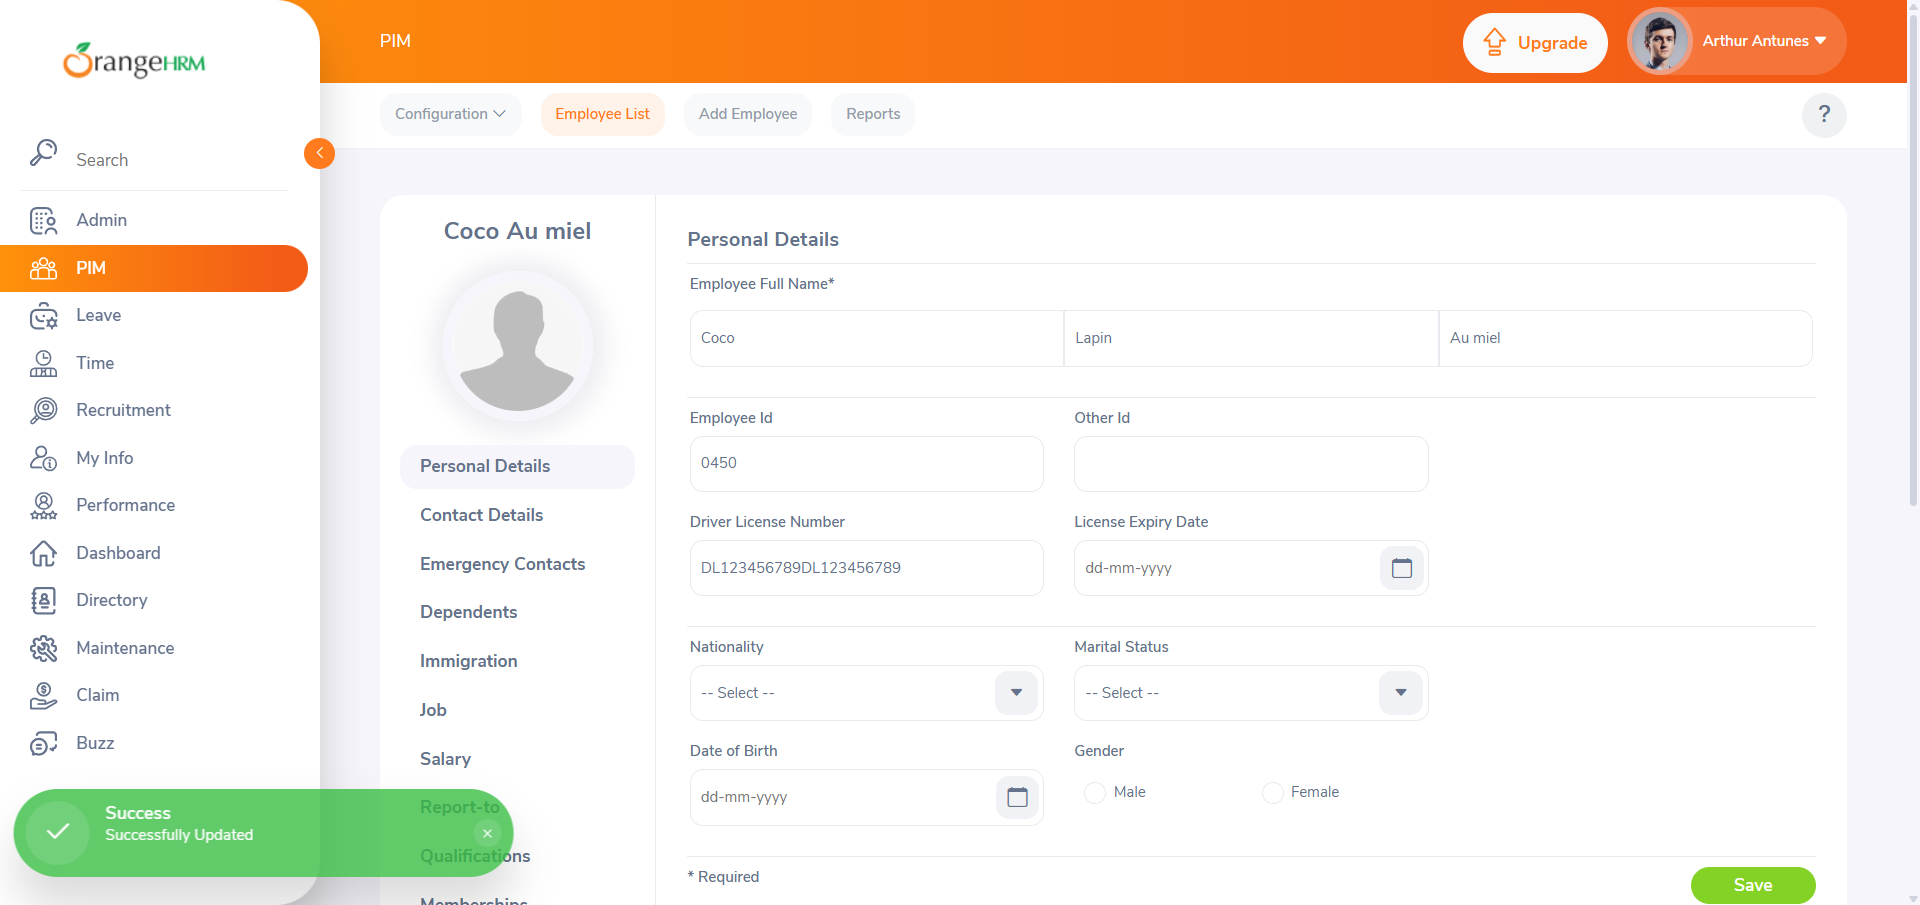 OrangeHRM
PIM
Upgrade
Arthur Antunes
Configuration
Employee List
Add Employee
Reports
?
Search
Admin
PIM
Leave
Time
Recruitment
My Info
Performance
Dashboard
Directory
Maintenance
Claim
Buzz
Success
Successfully Updated
Coco Au miel
Personal Details
Contact Details
Emergency Contacts
Dependents
Immigration
Job
Salary
Report-to
Qualifications
Memberships
Personal Details
Employee Full Name*
Coco
Lapin
Au miel
Employee Id
Other Id
0450
Driver License Number
License Expiry Date
DL123456789DL123456789
dd-mm-yyyy
Nationality
Marital Status
-- Select --
-- Select --
Date of Birth
Gender
dd-mm-yyyy
Male
Female
* Required
Save